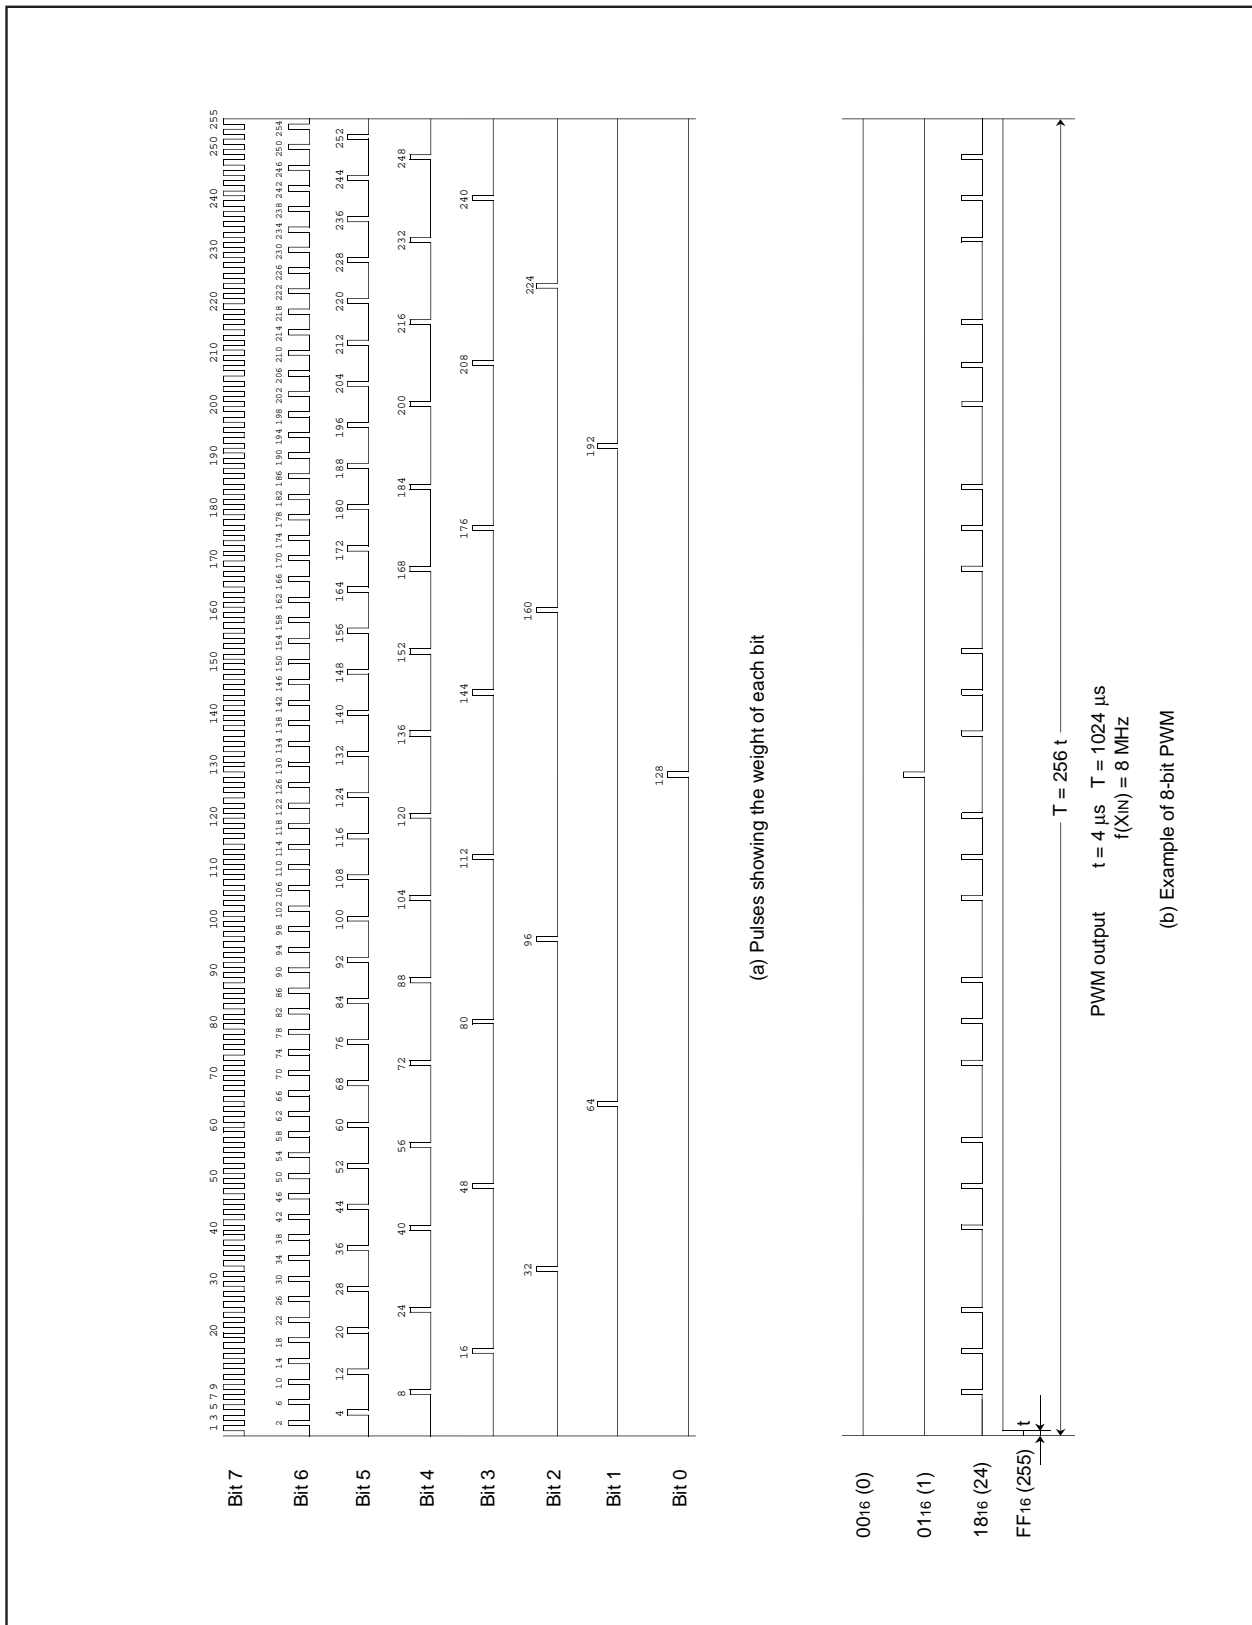 Bit 7
1 3 5 7 9 20 30 40 50 60 70 80 90 100 110 120 130 140 150 160 170 180 190 200 210 220 230 240 250 255
Bit 6
2 6 10 14 18 22 26 30 34 38 42 46 50 54 58 62 66 70 74 78 82 86 90 94 98 102 106 110 114 118 122 126 130 134 138 142 146 150 154 158 162 166 170 174 178 182 186 190 194 198 202 206 210 214 218 222 226 230 234 238 242 246 250 254
Bit 5
4 12 20 28 36 44 52 60 68 76 84 92 100 108 116 124 132 140 148 156 164 172 180 188 196 204 212 220 228 236 244 252
Bit 4
8 24 40 56 72 88 104 120 136 152 168 184 200 216 232 248
Bit 3
16 48 80 112 144 176 208 240
Bit 2
32 96 160 224
Bit 1
64 192
Bit 0
128
(a) Pulses showing the weight of each bit
0016 (0)
0116 (1)
1816 (24)
FF16 (255)
t
T = 256 t
PWM output t = 4 µs T = 1024 µs
f(XIN) = 8 MHz
(b) Example of 8-bit PWM